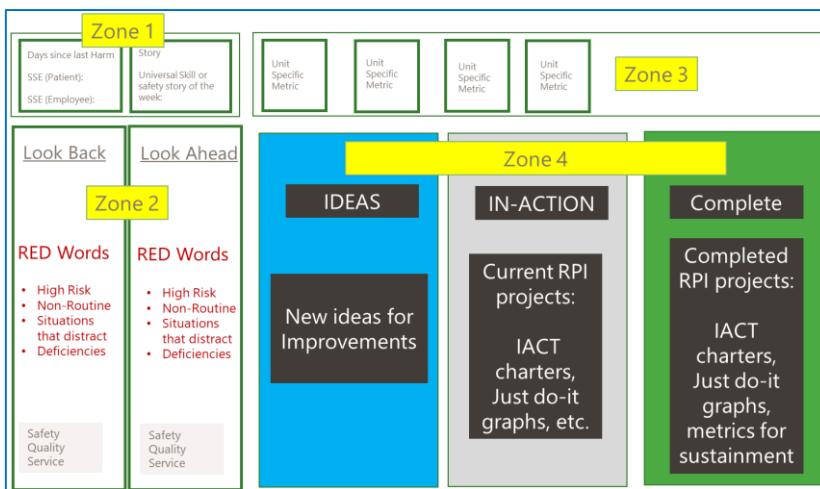 Zone 1
Days since last Harm
SSE (Patient):
SSE (Employee):
Story
Universal Skill or
safety story of the
week:
Unit
Specific
Metric
Unit
Specific
Metric
Unit
Specific
Metric
Unit
Specific
Metric
Zone 3
Look Back
Look Ahead
Zone 2
RED Words
• High Risk
• Non-Routine
• Situations
that distract
• Deficiencies
Safety
Quality
Service
RED Words
• High Risk
• Non-Routine
• Situations
that distract
• Deficiencies
Safety
Quality
Service
Zone 4
IDEAS
New ideas for
Improvements
IN-ACTION
Current RPI
projects:
IACT
charters,
Just do-it
graphs, etc.
Complete
Completed
RPI projects:
IACT
charters,
Just do-it
graphs,
metrics for
sustainment